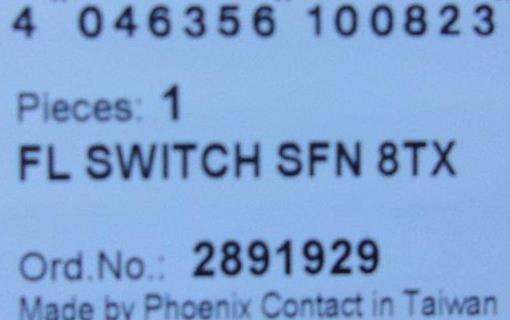 4 046356 100823
Pieces: 1
FL SWITCH SFN 8TX
Ord.No.: 2891929
Made by Phoenix Contact in Taiwan